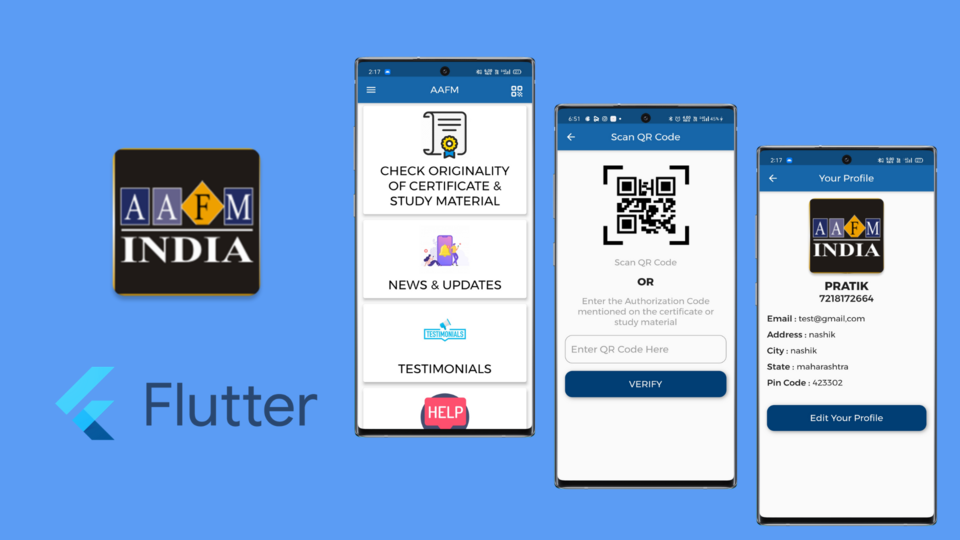 AAFM
INDIA
Flutter
2:17
AAFM
CHECK ORIGINALITY
OF CERTIFICATE &
STUDY MATERIAL
NEWS & UPDATES
TESTIMONIALS
TESTIMONIALS
HELP
6:51
Scan QR Code
Scan QR Code
OR
Enter the Authorization Code
mentioned on the certificate or
study material
Enter QR Code Here
VERIFY
2:17
Your Profile
AAFM
INDIA
PRATIK
7218172664
Email : test@gmail,com
Address : nashik
City : nashik
State : maharashtra
Pin Code : 423302
Edit Your Profile